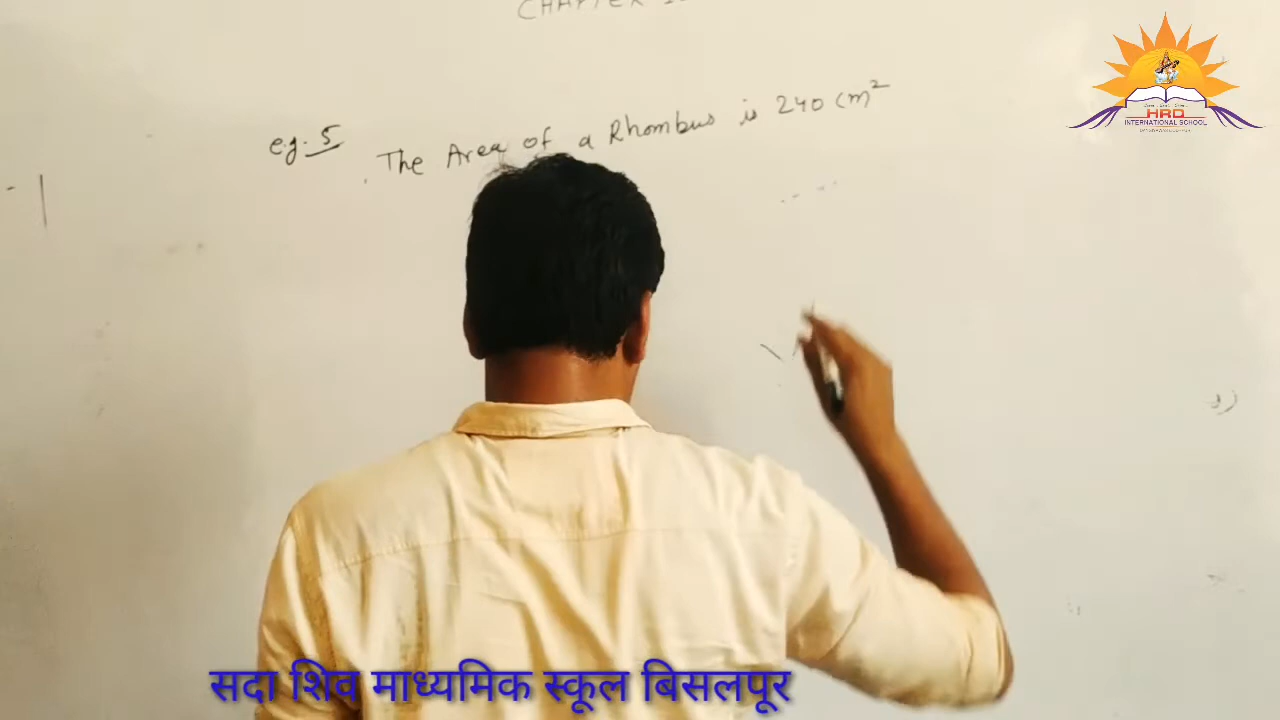 CHAPTER
e.g. 5 The Area of a Rhombus is 240 cm²
HRD
INTERNATIONAL SCHOOL
सदा शिव माध्यमिक स्कूल बिसलपूर